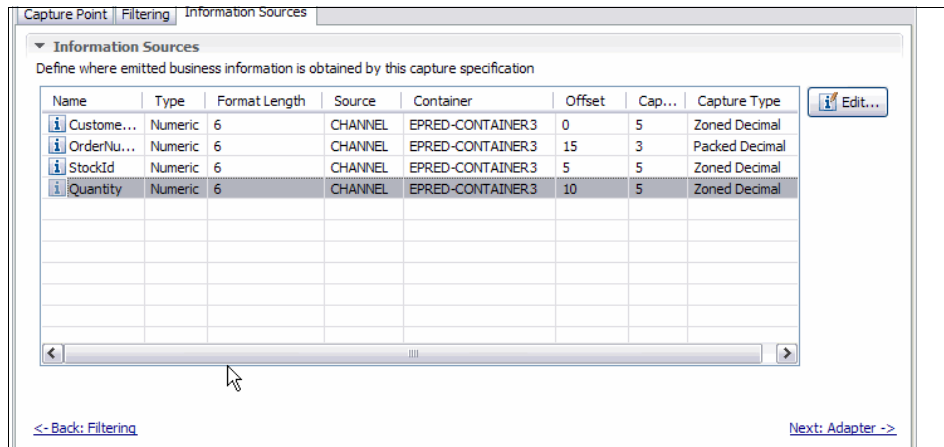 Capture Point Filtering Information Sources
Information Sources
Define where emitted business information is obtained by this capture specification
Name Type Format Length Source Container Offset Cap... Capture Type
Custome... Numeric 6 CHANNEL EPRED-CONTAINER3 0 5 Zoned Decimal
OrderNu... Numeric 6 CHANNEL EPRED-CONTAINER3 15 3 Packed Decimal
StockId Numeric 6 CHANNEL EPRED-CONTAINER3 5 5 Zoned Decimal
Quantity Numeric 6 CHANNEL EPRED-CONTAINER3 10 5 Zoned Decimal
Edit...
<- Back: Filtering
Next: Adapter ->